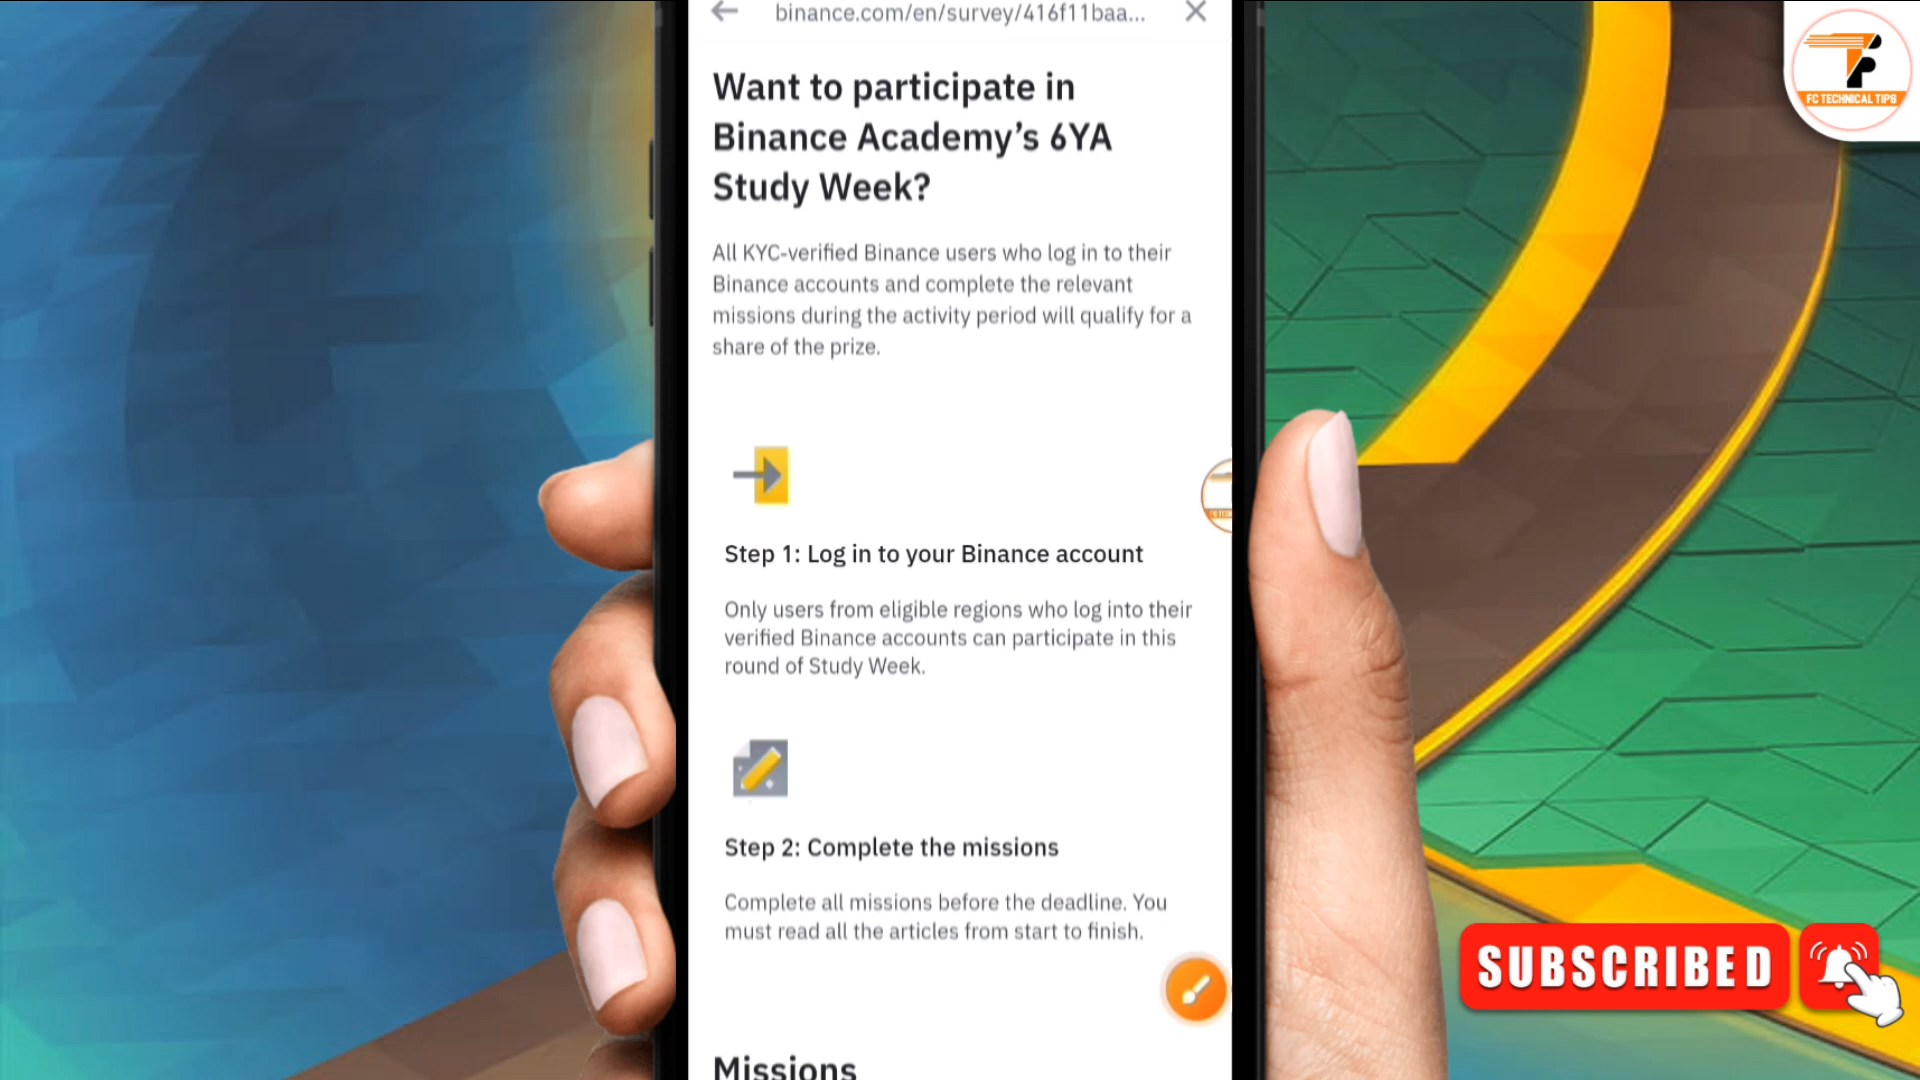 binance.com/en/survey/416f11baa...
Want to participate in
Binance Academy’s 6YA
Study Week?
All KYC-verified Binance users who log in to their
Binance accounts and complete the relevant
missions during the activity period will qualify for a
share of the prize.
Step 1: Log in to your Binance account
Only users from eligible regions who log into their
verified Binance accounts can participate in this
round of Study Week.
Step 2: Complete the missions
Complete all missions before the deadline. You
must read all the articles from start to finish.
Missions
FC TECHNICAL TIPS
SUBSCRIBED